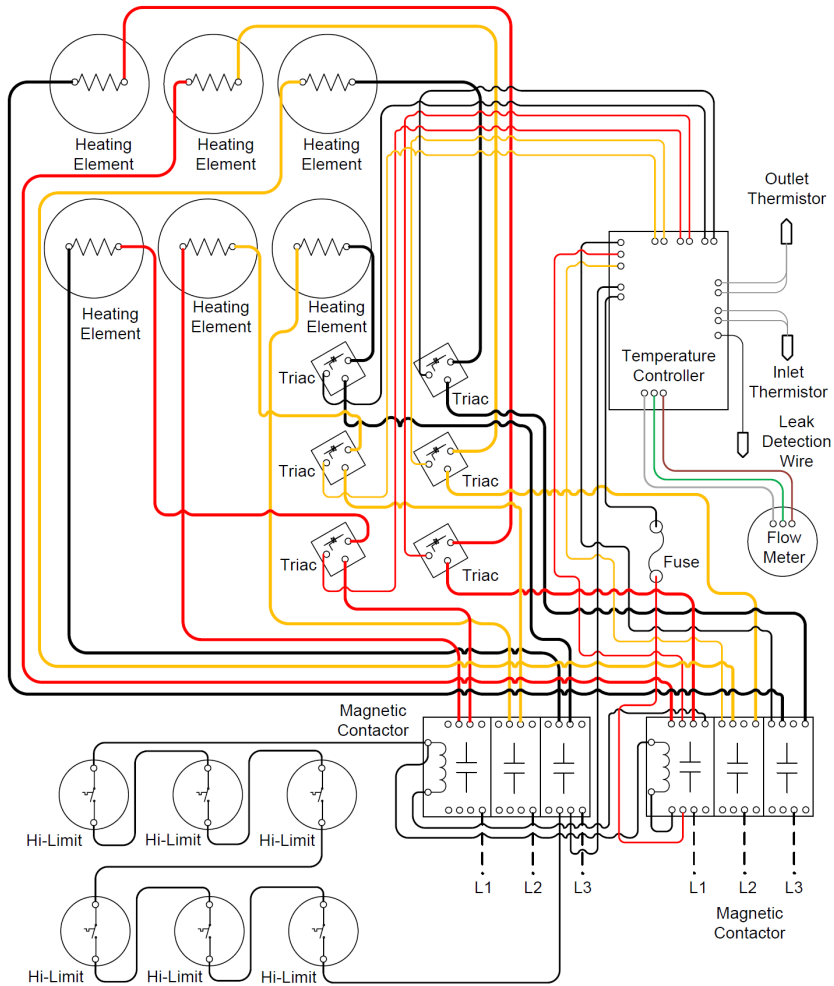 Heating
Element
Heating
Element
Heating
Element
Outlet
Thermistor
Heating
Element
Heating
Element
Heating
Element
Triac
Triac
Temperature
Controller
Inlet
Thermistor
Leak
Detection
Wire
Triac
Triac
Flow
Meter
Triac
Triac
Fuse
Magnetic
Contactor
Hi-Limit
Hi-Limit
Hi-Limit
L1
L2
L3
L1
L2
L3
Magnetic
Contactor
Hi-Limit
Hi-Limit
Hi-Limit